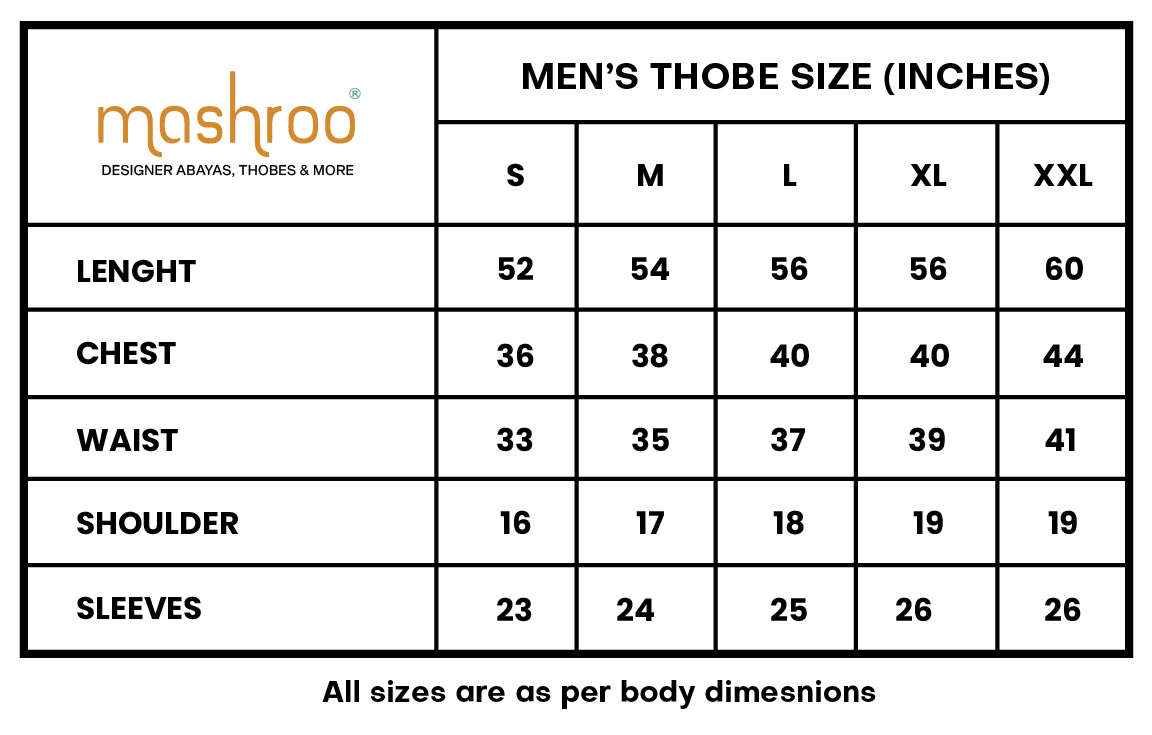 mashroo®
DESIGNER ABAYAS, THOBES & MORE
MEN’S THOBE SIZE (INCHES)
S M L XL XXL
LENGHT 52 54 56 56 60
CHEST 36 38 40 40 44
WAIST 33 35 37 39 41
SHOULDER 16 17 18 19 19
SLEEVES 23 24 25 26 26
All sizes are as per body dimesnions